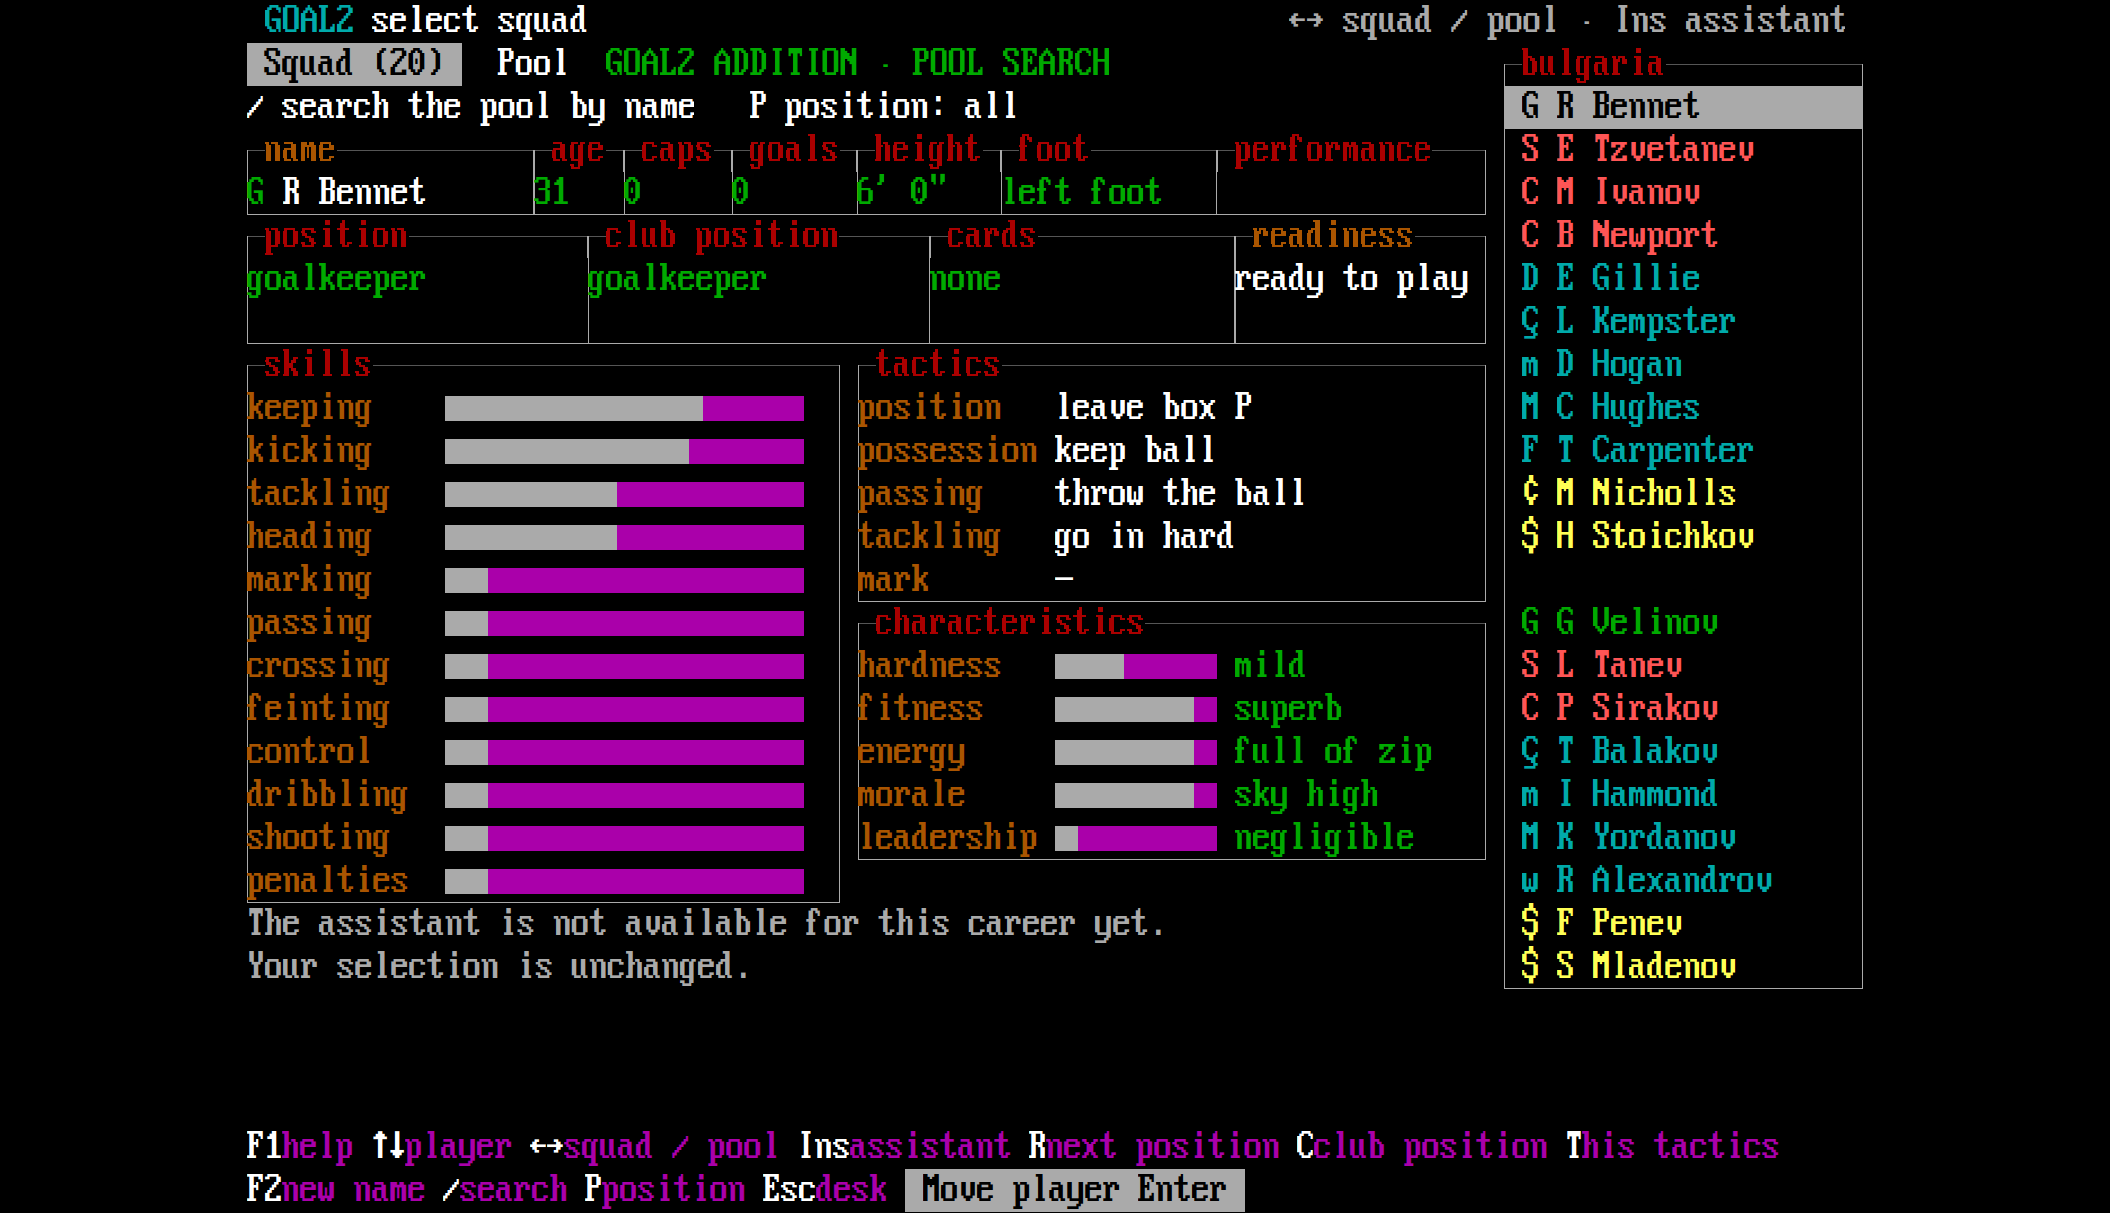 GOAL2 select squad ↔ squad / pool · Ins assistant
Squad (20) Pool GOAL2 ADDITION · POOL SEARCH
/ search the pool by name P position: all
name age caps goals height foot performance
G R Bennet 31 0 0 6' 0" left foot
position club position cards readiness
goalkeeper goalkeeper none ready to play
skills
keeping
kicking
tackling
heading
marking
passing
crossing
feinting
control
dribbling
shooting
penalties
tactics
position leave box P
possession keep ball
passing throw the ball
tackling go in hard
mark —
characteristics
hardness mild
fitness superb
energy full of zip
morale sky high
leadership negligible
bulgaria
G R Bennet
S E Tzvetanev
C M Ivanov
C B Newport
D E Gillie
Ç L Kempster
m D Hogan
M C Hughes
F T Carpenter
¢ M Nicholls
$ H Stoichkov
G G Velinov
S L Tanev
C P Sirakov
Ç T Balakov
m I Hammond
M K Yordanov
w R Alexandrov
$ F Penev
$ S Mladenov
The assistant is not available for this career yet.
Your selection is unchanged.
F1help ↑↓player ↔squad / pool Insassistant Rnext position Cclub position This tactics
F2new name /search Pposition Escdesk Move player Enter